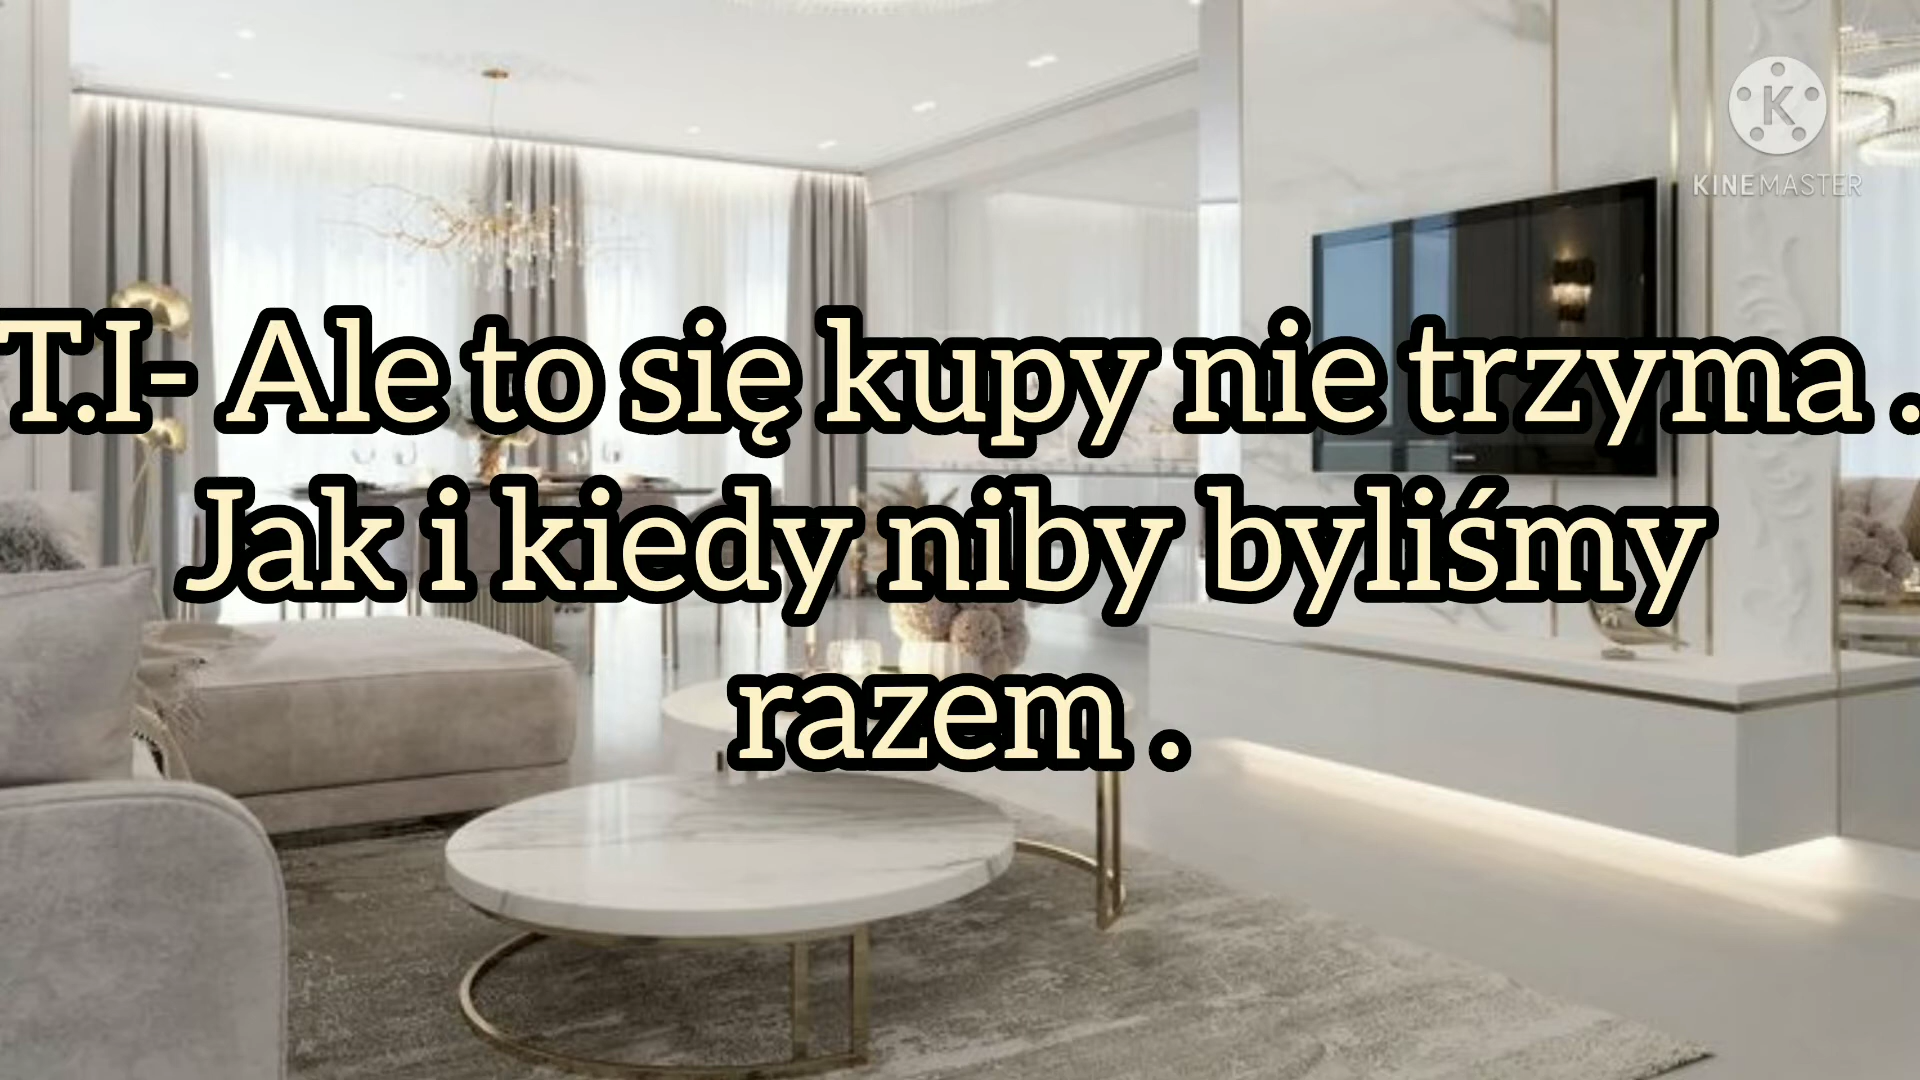 K
KINEMASTER
T.I- Ale to się kupy nie trzyma .
Jak i kiedy niby byliśmy
razem .